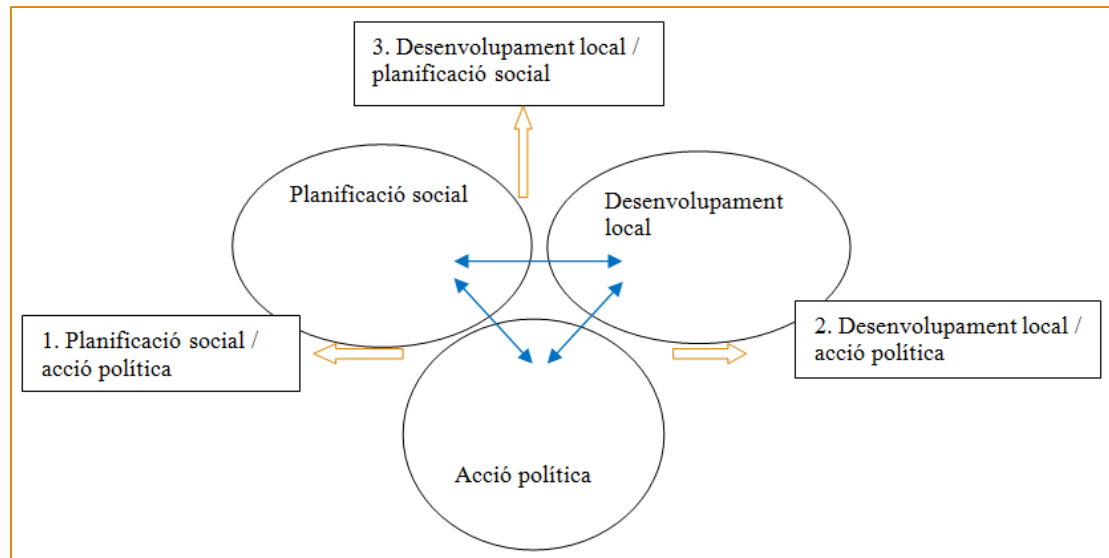 3. Desenvolupament local /
planificació social
Planificació social
Desenvolupament
local
1. Planificació social /
acció política
2. Desenvolupament local /
acció política
Acció política